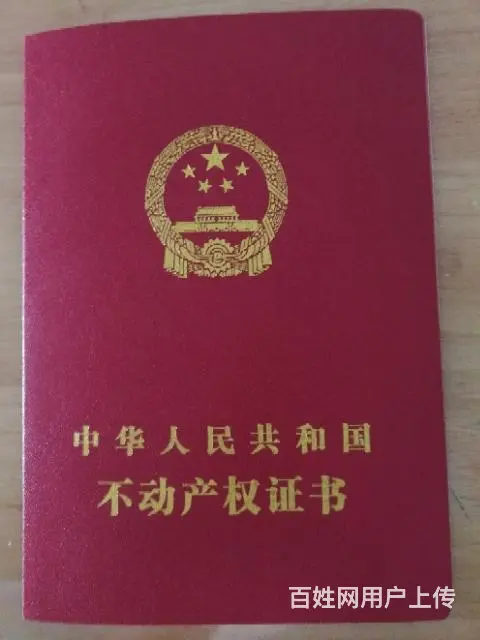 中华人民共和国
不动产权证书
百姓网用户上传